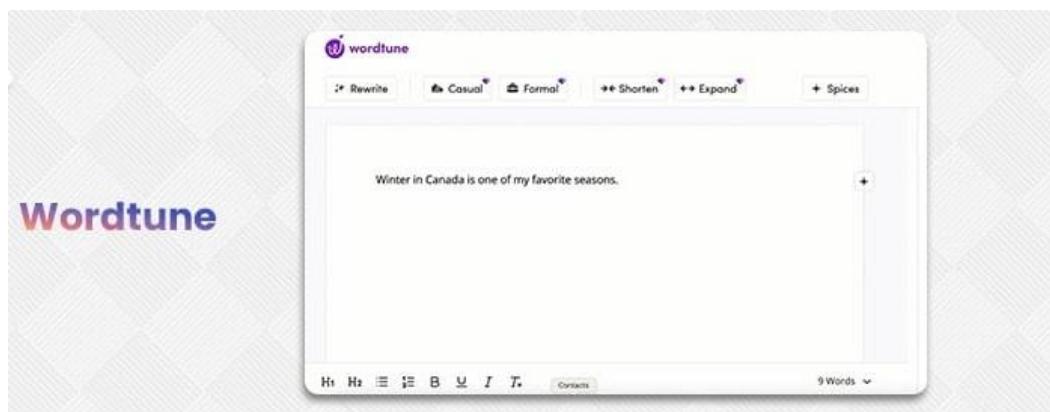 wordtune
Rewrite Casual Formal Shorten Expand Spices
Winter in Canada is one of my favorite seasons.
Wordtune
H1 H2 B U I T 9 Words
Contacts